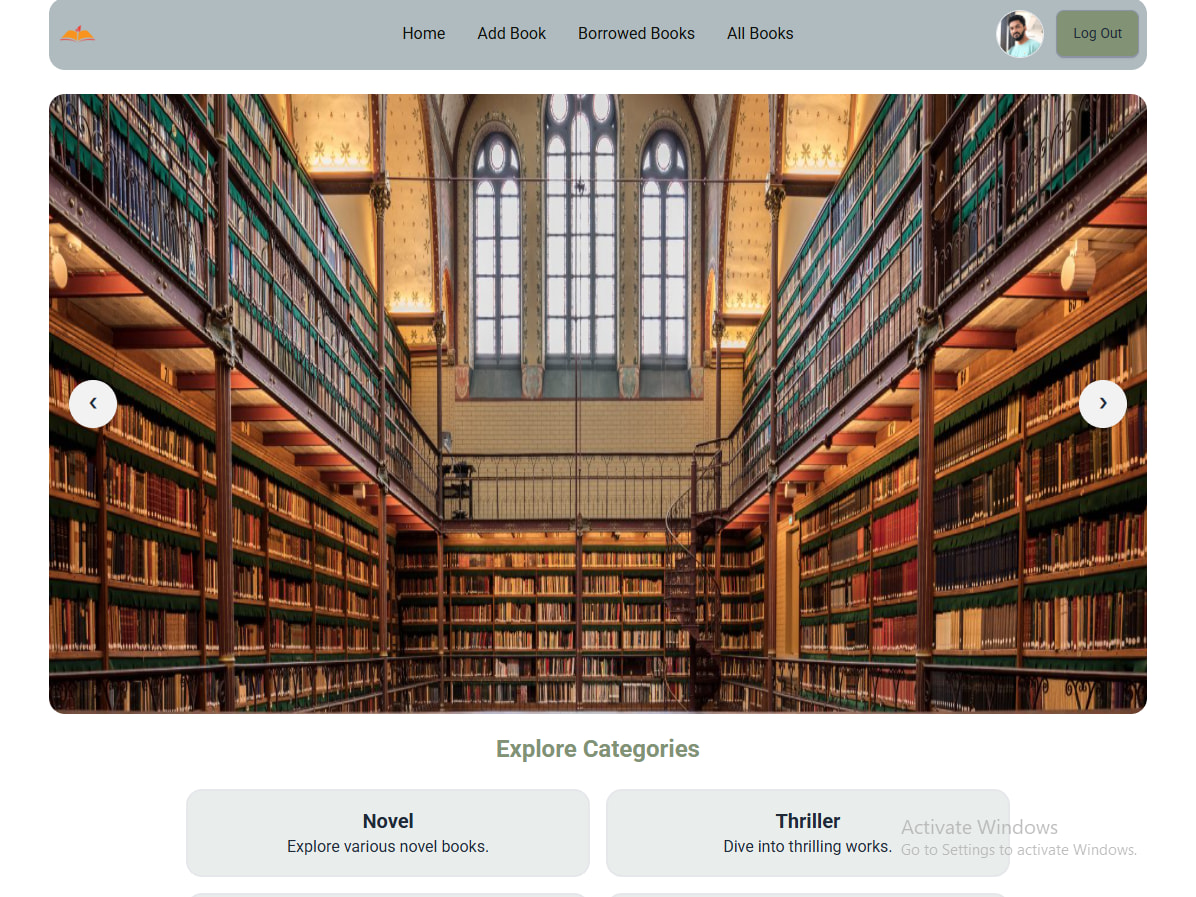 Home
Add Book
Borrowed Books
All Books
Log Out
‹
›
Explore Categories
Novel
Explore various novel books.
Thriller
Dive into thrilling works.
Activate Windows
Go to Settings to activate Windows.